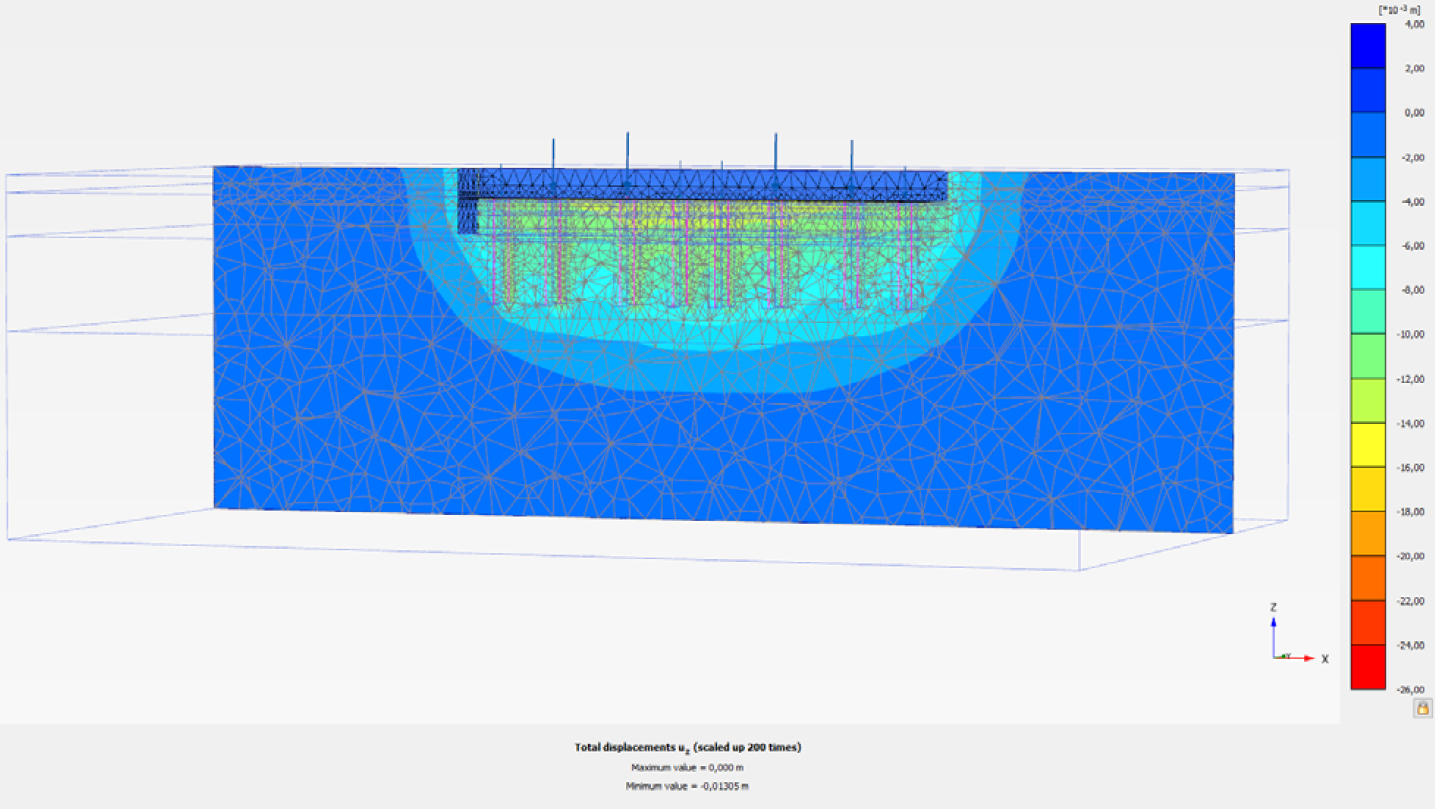 [*10⁻³ m]
4,00
2,00
0,00
-2,00
-4,00
-6,00
-8,00
-10,00
-12,00
-14,00
-16,00
-18,00
-20,00
-22,00
-24,00
-26,00
Z
Y
X
Total displacements u_z (scaled up 200 times)
Maximum value = 0,000 m
Minimum value = -0,01305 m